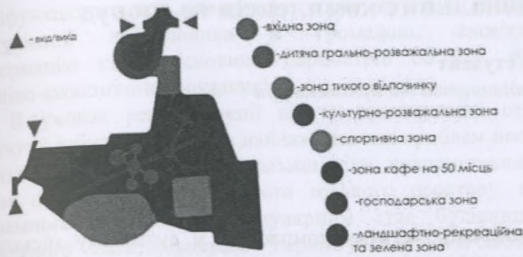 - вхід/вихід
-вхідна зона
-дитяча грально-розважальна зона
-зона тихого відпочинку
-культурно-розважальна зона
-спортивна зона
-зона кафе на 50 місць
-господарська зона
-ландшафтно-рекреаційна
та зелена зона